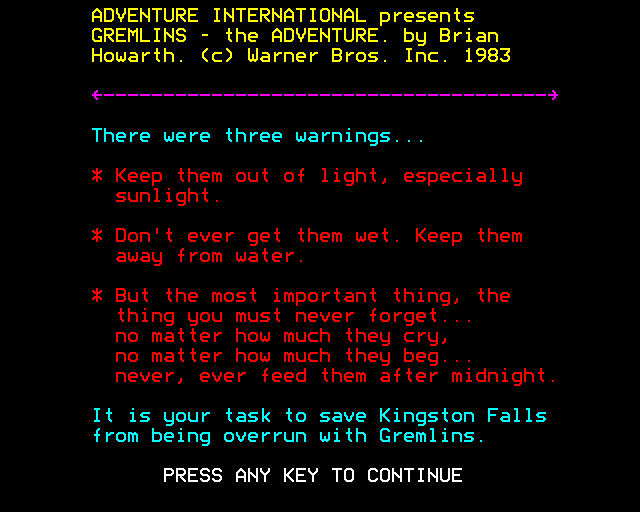 ADVENTURE INTERNATIONAL presents
GREMLINS - the ADVENTURE. by Brian
Howarth. (c) Warner Bros. Inc. 1983
There were three warnings...
* Keep them out of light, especially
sunlight.
* Don't ever get them wet. Keep them
away from water.
* But the most important thing, the
thing you must never forget...
no matter how much they cry,
no matter how much they beg...
never, ever feed them after midnight.
It is your task to save Kingston Falls
from being overrun with Gremlins.
PRESS ANY KEY TO CONTINUE